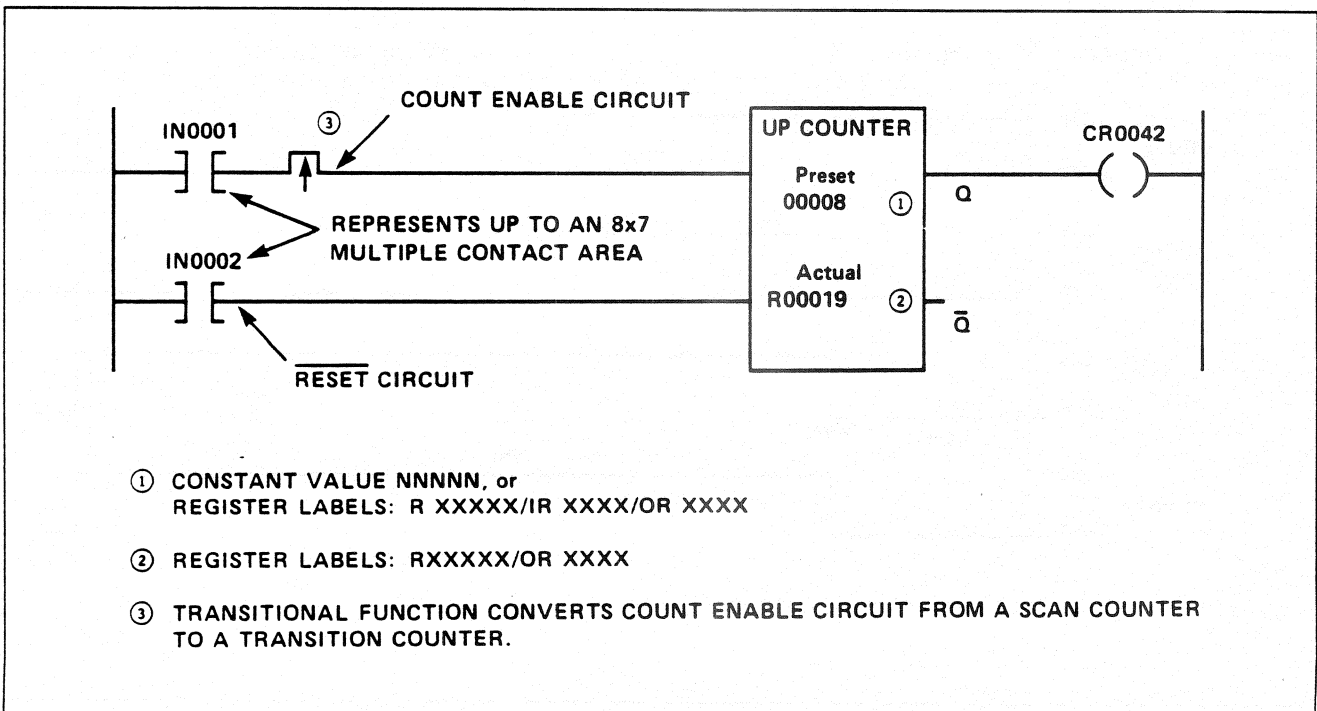 COUNT ENABLE CIRCUIT
IN0001
③
UP COUNTER
CR0042
Preset
00008 ①
Q
REPRESENTS UP TO AN 8x7
MULTIPLE CONTACT AREA
IN0002
Actual
R00019 ②
Q̅
R̅E̅S̅E̅T̅ CIRCUIT
① CONSTANT VALUE NNNNN, or
REGISTER LABELS: R XXXXX/IR XXXX/OR XXXX
② REGISTER LABELS: RXXXXX/OR XXXX
③ TRANSITIONAL FUNCTION CONVERTS COUNT ENABLE CIRCUIT FROM A SCAN COUNTER
TO A TRANSITION COUNTER.